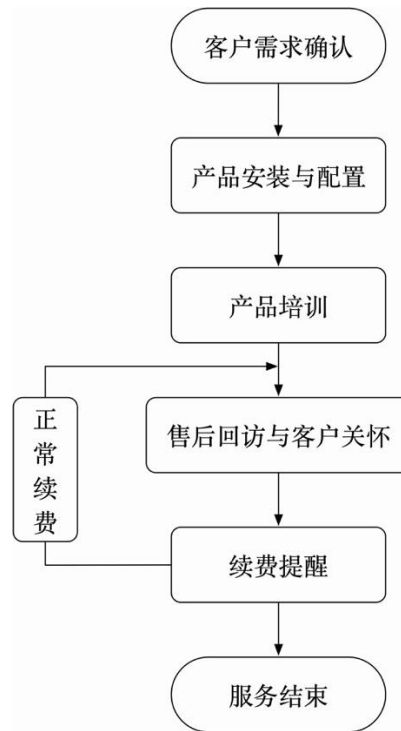 客户需求确认
产品安装与配置
产品培训
正常续费
售后回访与客户关怀
续费提醒
服务结束